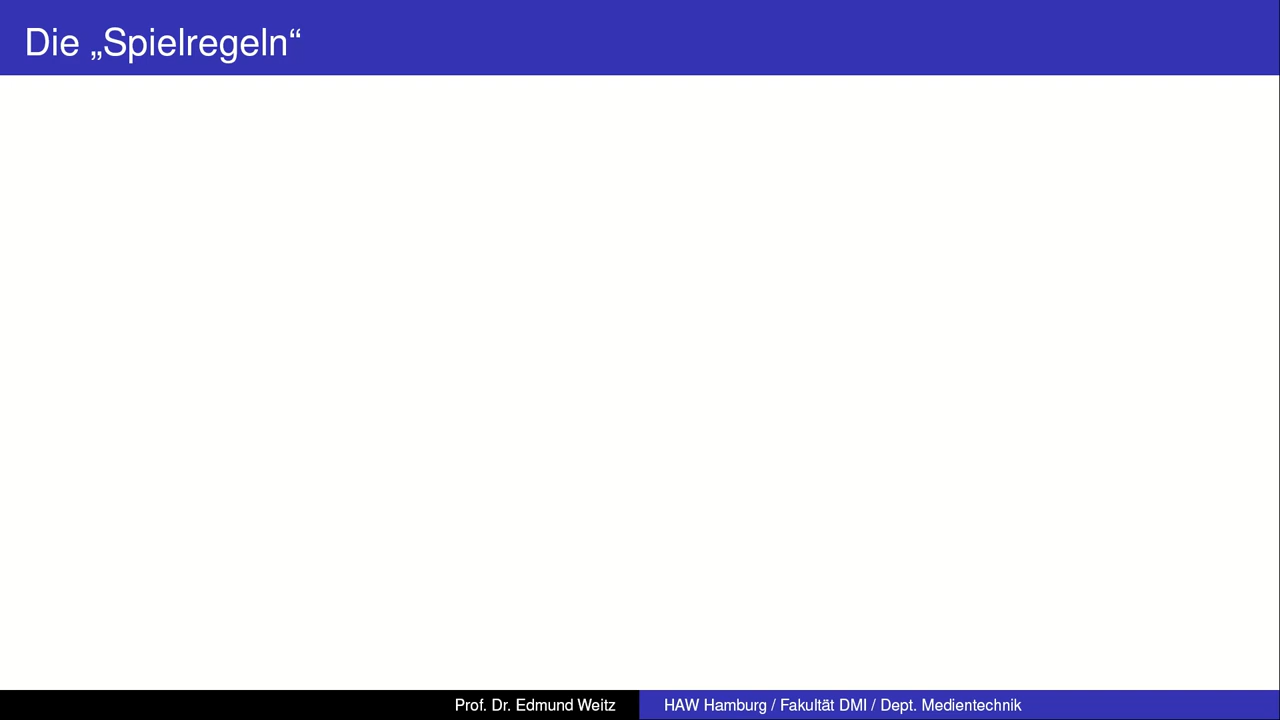 Die „Spielregeln“
Prof. Dr. Edmund Weitz
HAW Hamburg / Fakultät DMI / Dept. Medientechnik